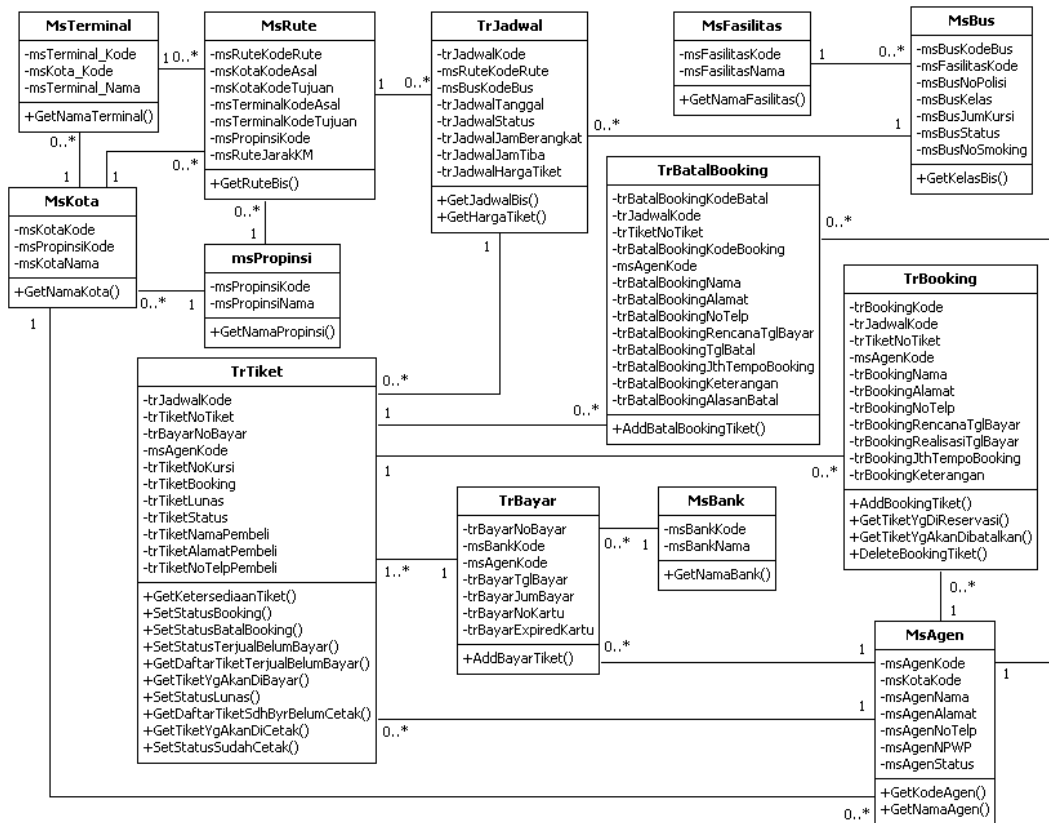 MsTerminal
-msTerminal_Kode
-msKota_Kode
-msTerminal_Nama
+GetNamaTerminal()
1
0..*
MsRute
-msRuteKodeRute
-msKotaKodeAsal
-msKotaKodeTujuan
-msTerminalKodeAsal
-msTerminalKodeTujuan
-msPropinsiKode
-msRuteJarakKM
+GetRuteBis()
1
0..*
TrJadwal
-trJadwalKode
-msRuteKodeRute
-msBusKodeBus
-trJadwalTanggal
-trJadwalStatus
-trJadwalJamBerangkat
-trJadwalJamTiba
-trJadwalHargaTiket
+GetJadwalBis()
+GetHargaTiket()
0..*
1
MsFasilitas
-msFasilitasKode
-msFasilitasNama
+GetNamaFasilitas()
1
0..*
MsBus
-msBusKodeBus
-msFasilitasKode
-msBusNoPolisi
-msBusKelas
-msBusJumKursi
-msBusStatus
-msBusNoSmoking
+GetKelasBis()
0..*
1
1
0..*
MsKota
-msKotaKode
-msPropinsiKode
-msKotaNama
+GetNamaKota()
0..*
1
1
0..*
1
msPropinsi
-msPropinsiKode
-msPropinsiNama
+GetNamaPropinsi()
TrBatalBooking
-trBatalBookingKodeBatal
-trJadwalKode
-trTiketNoTiket
-trBatalBookingKodeBooking
-msAgenKode
-trBatalBookingNama
-trBatalBookingAlamat
-trBatalBookingNoTelp
-trBatalBookingRencanaTglBayar
-trBatalBookingTglBatal
-trBatalBookingJthTempoBooking
-trBatalBookingKeterangan
-trBatalBookingAlasanBatal
+AddBatalBookingTiket()
0..*
TrBooking
-trBookingKode
-trJadwalKode
-trTiketNoTiket
-msAgenKode
-trBookingNama
-trBookingAlamat
-trBookingNoTelp
-trBookingRencanaTglBayar
-trBookingRealisasiTglBayar
-trBookingJthTempoBooking
-trBookingKeterangan
+AddBookingTiket()
+GetTiketYgDiReservasi()
+GetTiketYgAkanDibatalkan()
+DeleteBookingTiket()
TrTiket
-trJadwalKode
-trTiketNoTiket
-trBayarNoBayar
-msAgenKode
-trTiketNoKursi
-trTiketBooking
-trTiketLunas
-trTiketStatus
-trTiketNamaPembeli
-trTiketAlamatPembeli
-trTiketNoTelpPembeli
+GetKetersediaanTiket()
+SetStatusBooking()
+SetStatusBatalBooking()
+SetStatusTerjualBelumBayar()
+GetDaftarTiketTerjualBelumBayar()
+GetTiketYgAkanDiBayar()
+SetStatusLunas()
+GetDaftarTiketSdhByrBelumCetak()
+GetTiketYgAkanDiCetak()
+SetStatusSudahCetak()
0..*
1
0..*
1
0..*
1..*
1
TrBayar
-trBayarNoBayar
-msBankKode
-msAgenKode
-trBayarTglBayar
-trBayarJumBayar
-trBayarNoKartu
-trBayarExpiredKartu
+AddBayarTiket()
0..*
1
MsBank
-msBankKode
-msBankNama
+GetNamaBank()
0..*
1
0..*
1
MsAgen
-msAgenKode
-msKotaKode
-msAgenNama
-msAgenAlamat
-msAgenNoTelp
-msAgenNPWP
-msAgenStatus
+GetKodeAgen()
+GetNamaAgen()
1
0..*
1
1
0..*